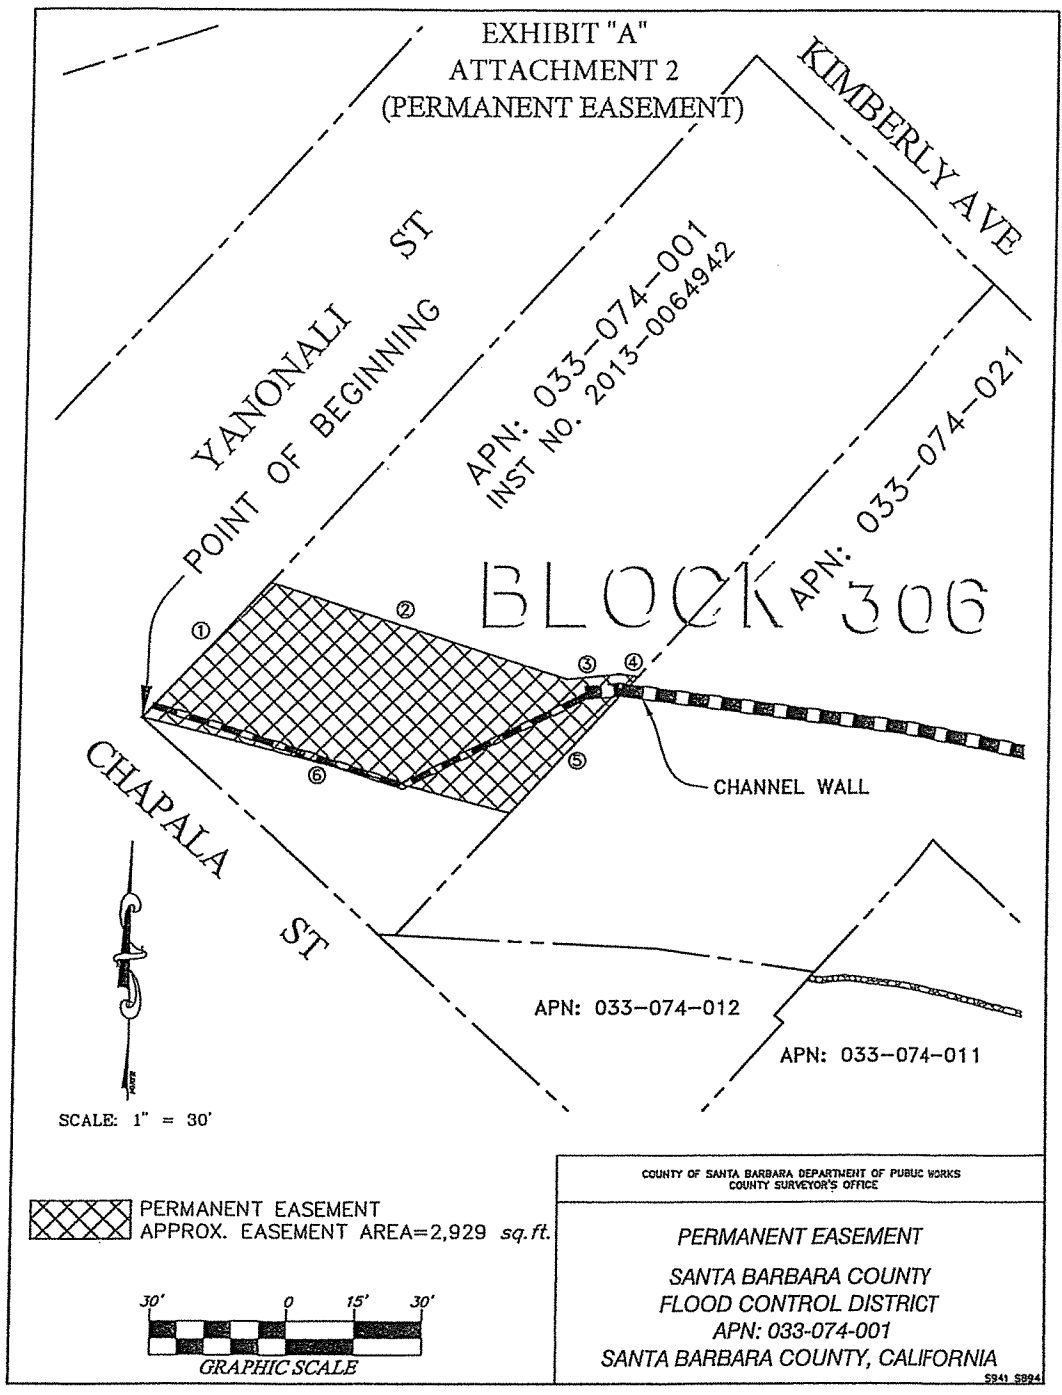 EXHIBIT "A"
ATTACHMENT 2
(PERMANENT EASEMENT)
KIMBERLY AVE
YANONALI ST
POINT OF BEGINNING
APN: 033-074-001
INST NO. 2013-0064942
APN: 033-074-021
BLOCK 306
①
②
③
④
⑤
⑥
CHANNEL WALL
CHAPALA ST
APN: 033-074-012
APN: 033-074-011
SCALE: 1" = 30'
PERMANENT EASEMENT
APPROX. EASEMENT AREA=2,929 sq.ft.
30' 0 15' 30'
GRAPHIC SCALE
COUNTY OF SANTA BARBARA DEPARTMENT OF PUBLIC WORKS
COUNTY SURVEYOR'S OFFICE
PERMANENT EASEMENT
SANTA BARBARA COUNTY
FLOOD CONTROL DISTRICT
APN: 033-074-001
SANTA BARBARA COUNTY, CALIFORNIA
S941 S894